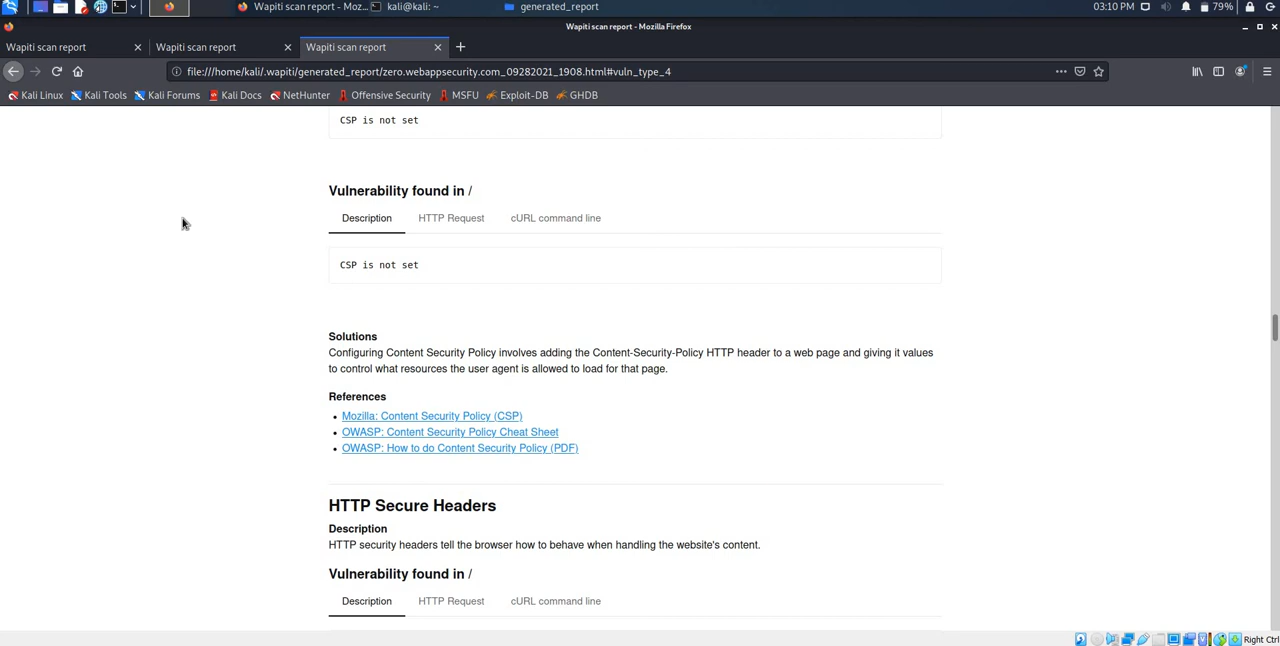 Wapiti scan report - Moz...
kali@kali: ~
generated_report
03:10 PM
79%
Wapiti scan report - Mozilla Firefox
Wapiti scan report
Wapiti scan report
Wapiti scan report
file:///home/kali/.wapiti/generated_report/zero.webappsecurity.com_09282021_1908.html#vuln_type_4
Kali Linux
Kali Tools
Kali Forums
Kali Docs
NetHunter
Offensive Security
MSFU
Exploit-DB
GHDB
CSP is not set
Vulnerability found in /
Description HTTP Request cURL command line
CSP is not set
Solutions
Configuring Content Security Policy involves adding the Content-Security-Policy HTTP header to a web page and giving it values
to control what resources the user agent is allowed to load for that page.
References
Mozilla: Content Security Policy (CSP)
OWASP: Content Security Policy Cheat Sheet
OWASP: How to do Content Security Policy (PDF)
HTTP Secure Headers
Description
HTTP security headers tell the browser how to behave when handling the website's content.
Vulnerability found in /
Description HTTP Request cURL command line
Right Ctrl